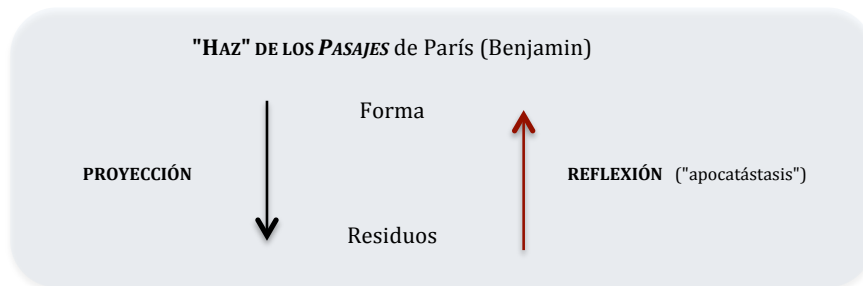 "HAZ" DE LOS PASAJES de París (Benjamin)
Forma
PROYECCIÓN
REFLEXIÓN ("apocatástasis")
Residuos